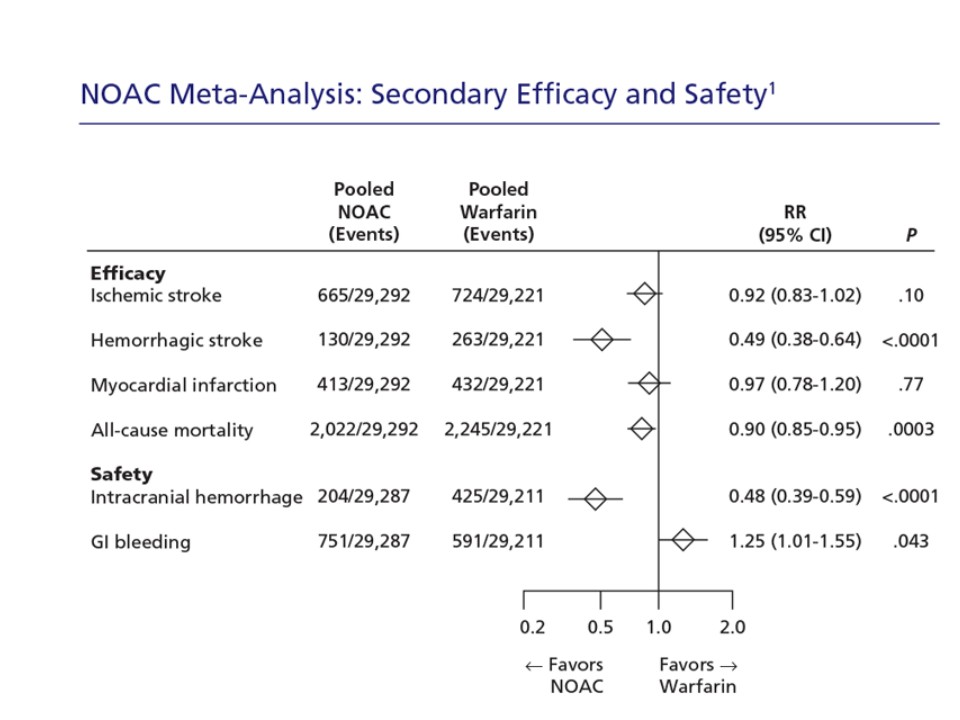 NOAC Meta-Analysis: Secondary Efficacy and Safety¹
Pooled NOAC (Events)
Pooled Warfarin (Events)
RR (95% CI)
P
Efficacy
Ischemic stroke 665/29,292 724/29,221 0.92 (0.83-1.02) .10
Hemorrhagic stroke 130/29,292 263/29,221 0.49 (0.38-0.64) <.0001
Myocardial infarction 413/29,292 432/29,221 0.97 (0.78-1.20) .77
All-cause mortality 2,022/29,292 2,245/29,221 0.90 (0.85-0.95) .0003
Safety
Intracranial hemorrhage 204/29,287 425/29,211 0.48 (0.39-0.59) <.0001
GI bleeding 751/29,287 591/29,211 1.25 (1.01-1.55) .043
0.2 0.5 1.0 2.0
← Favors NOAC
Favors → Warfarin